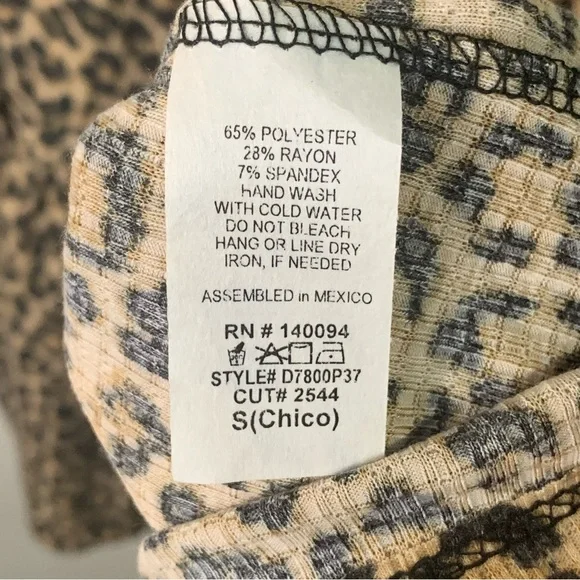 65% POLYESTER
28% RAYON
7% SPANDEX
HAND WASH
WITH COLD WATER
DO NOT BLEACH
HANG OR LINE DRY
IRON, IF NEEDED
ASSEMBLED IN MEXICO
RN # 140094
STYLE# D7800P37
CUT# 2544
S(Chico)